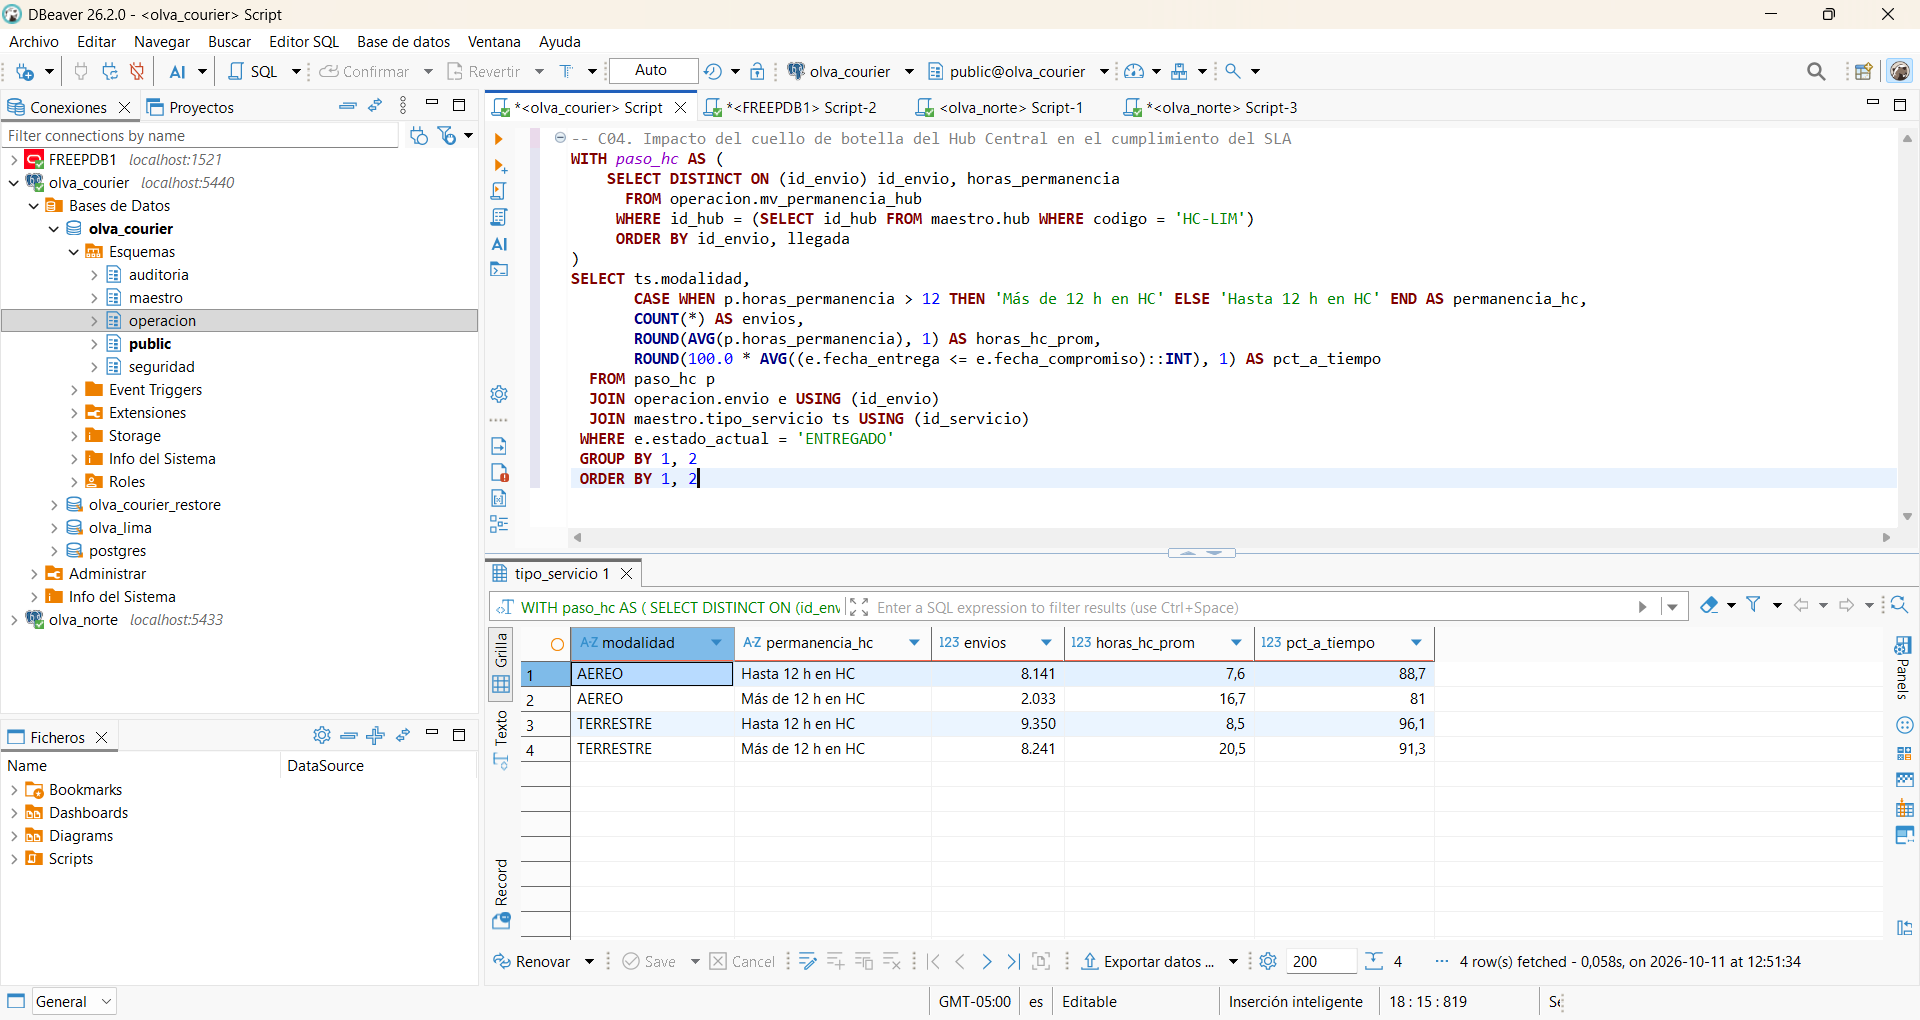 DBeaver 26.2.0 - <olva_courier> Script
Archivo Editar Navegar Buscar Editor SQL Base de datos Ventana Ayuda
AI SQL Confirmar Revertir T Auto olva_courier public@olva_courier
Conexiones Proyectos
Filter connections by name
FREEPDB1 localhost:1521
olva_courier localhost:5440
Bases de Datos
olva_courier
Esquemas
auditoria
maestro
operacion
public
seguridad
Event Triggers
Extensiones
Storage
Info del Sistema
Roles
olva_courier_restore
olva_lima
postgres
Administrar
Info del Sistema
olva_norte localhost:5433
Ficheros
Name DataSource
Bookmarks
Dashboards
Diagrams
Scripts
General
*<olva_courier> Script *<FREEPDB1> Script-2 <olva_norte> Script-1 *<olva_norte> Script-3
AI
-- C04. Impacto del cuello de botella del Hub Central en el cumplimiento del SLA
WITH paso_hc AS (
SELECT DISTINCT ON (id_envio) id_envio, horas_permanencia
FROM operacion.mv_permanencia_hub
WHERE id_hub = (SELECT id_hub FROM maestro.hub WHERE codigo = 'HC-LIM')
ORDER BY id_envio, llegada
)
SELECT ts.modalidad,
CASE WHEN p.horas_permanencia > 12 THEN 'Más de 12 h en HC' ELSE 'Hasta 12 h en HC' END AS permanencia_hc,
COUNT(*) AS envios,
ROUND(AVG(p.horas_permanencia), 1) AS horas_hc_prom,
ROUND(100.0 * AVG((e.fecha_entrega <= e.fecha_compromiso)::INT), 1) AS pct_a_tiempo
FROM paso_hc p
JOIN operacion.envio e USING (id_envio)
JOIN maestro.tipo_servicio ts USING (id_servicio)
WHERE e.estado_actual = 'ENTREGADO'
GROUP BY 1, 2
ORDER BY 1, 2
tipo_servicio 1
WITH paso_hc AS ( SELECT DISTINCT ON (id_env Enter a SQL expression to filter results (use Ctrl+Space)
Grilla
Texto
Record
A-Z modalidad A-Z permanencia_hc 123 envios 123 horas_hc_prom 123 pct_a_tiempo
1 AEREO Hasta 12 h en HC 8.141 7,6 88,7
2 AEREO Más de 12 h en HC 2.033 16,7 81
3 TERRESTRE Hasta 12 h en HC 9.350 8,5 96,1
4 TERRESTRE Más de 12 h en HC 8.241 20,5 91,3
Panels
Renovar Save Cancel Exportar datos ... 200 4 ... 4 row(s) fetched - 0,058s, on 2026-10-11 at 12:51:34
GMT-05:00 es Editable Inserción inteligente 18 : 15 : 819